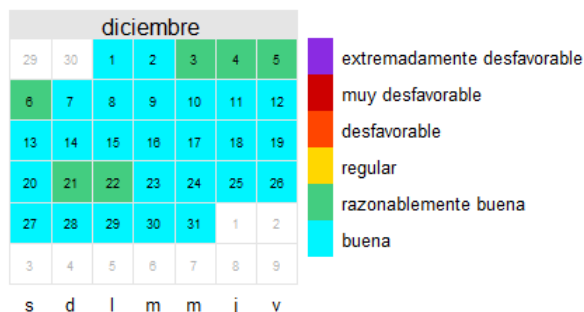 diciembre
29 30 1 2 3 4 5
6 7 8 9 10 11 12
13 14 15 16 17 18 19
20 21 22 23 24 25 26
27 28 29 30 31 1 2
3 4 5 6 7 8 9
s d l m m j v
extremadamente desfavorable
muy desfavorable
desfavorable
regular
razonablemente buena
buena